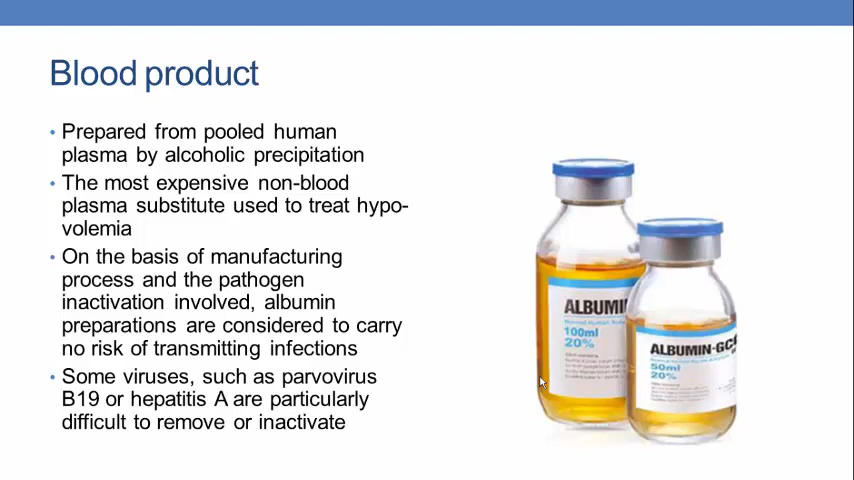 Blood product
• Prepared from pooled human
plasma by alcoholic precipitation
• The most expensive non-blood
plasma substitute used to treat hypo-
volemia
• On the basis of manufacturing
process and the pathogen
inactivation involved, albumin
preparations are considered to carry
no risk of transmitting infections
• Some viruses, such as parvovirus
B19 or hepatitis A are particularly
difficult to remove or inactivate
ALBUMI
100ml
20%
ALBUMIN-GC
50ml
20%